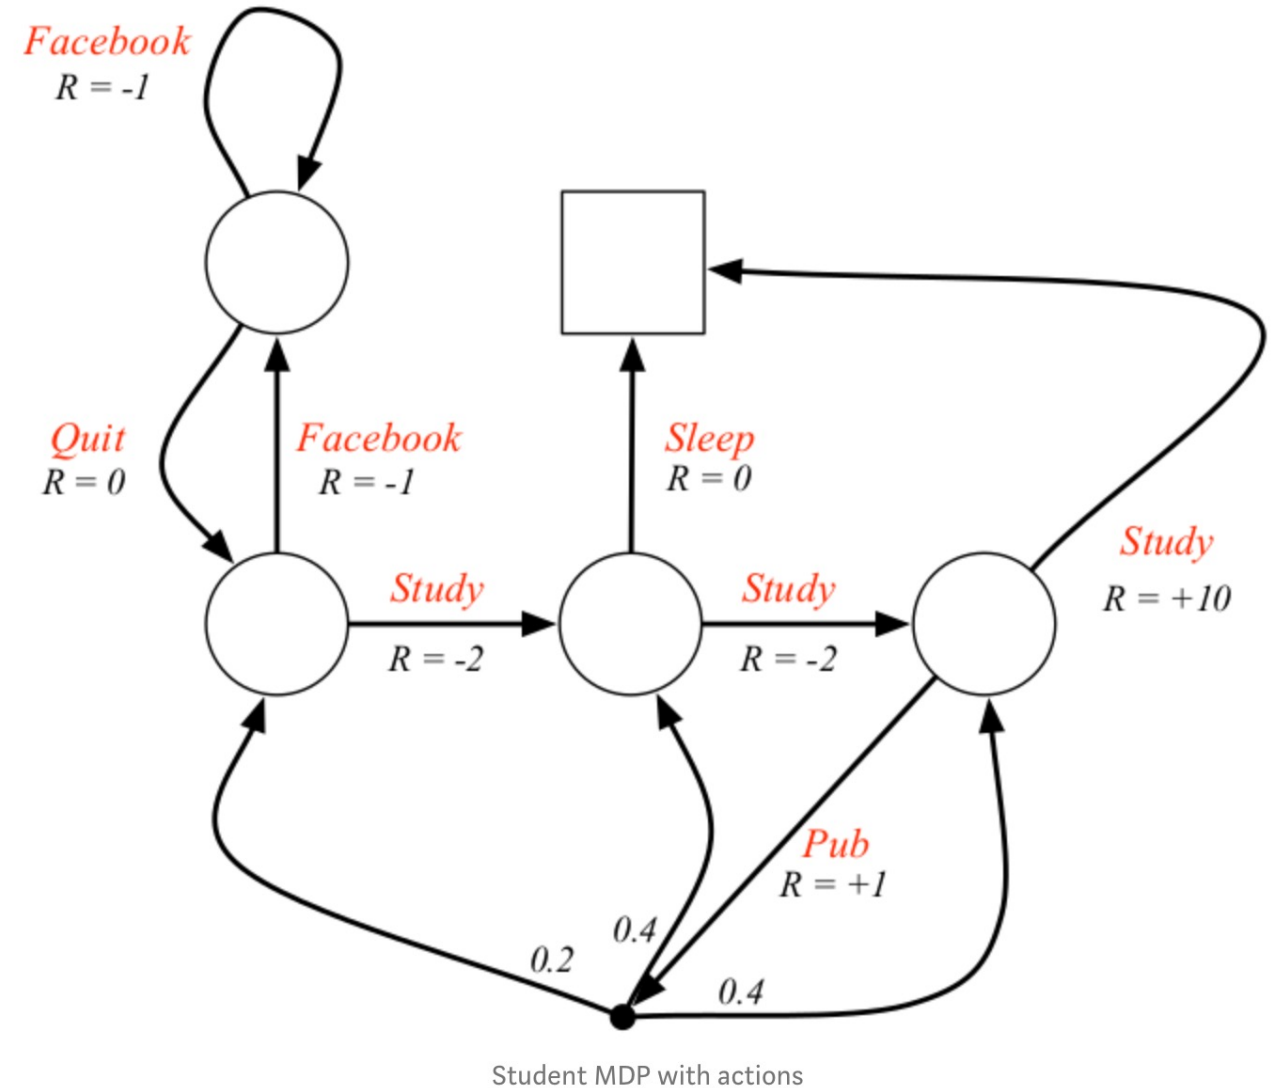 Facebook
R = -1
Quit
R = 0
Facebook
R = -1
Sleep
R = 0
Study
R = -2
Study
R = -2
Study
R = +10
Pub
R = +1
0.2
0.4
0.4
Student MDP with actions